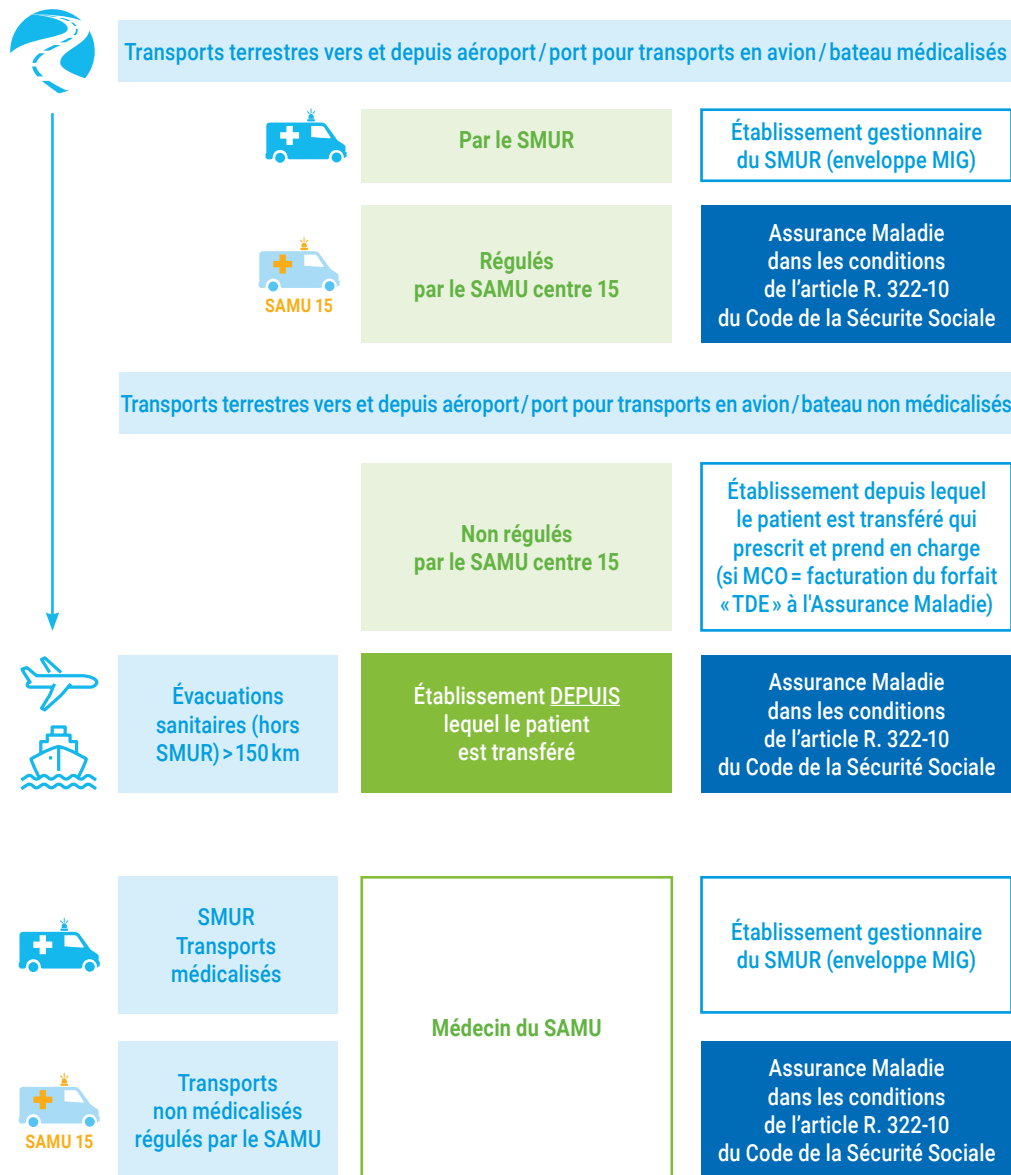 Transports terrestres vers et depuis aéroport/port pour transports en avion/bateau médicalisés
Par le SMUR
Établissement gestionnaire
du SMUR (enveloppe MIG)
SAMU 15
Régulés
par le SAMU centre 15
Assurance Maladie
dans les conditions
de l’article R. 322-10
du Code de la Sécurite Sociale
Transports terrestres vers et depuis aéroport/port pour transports en avion/bateau non médicalisés
Non régulés
par le SAMU centre 15
Établissement depuis lequel
le patient est transféré qui
prescrit et prend en charge
(si MCO = facturation du forfait
« TDE » à l'Assurance Maladie)
Évacuations
sanitaires (hors
SMUR) > 150 km
Établissement DEPUIS
lequel le patient
est transféré
Assurance Maladie
dans les conditions
de l’article R. 322-10
du Code de la Sécurité Sociale
SMUR
Transports
médicalisés
Médecin du SAMU
Établissement gestionnaire
du SMUR (enveloppe MIG)
SAMU 15
Transports
non médicalisés
régulés par le SAMU
Assurance Maladie
dans les conditions
de l’article R. 322-10
du Code de la Sécurité Sociale